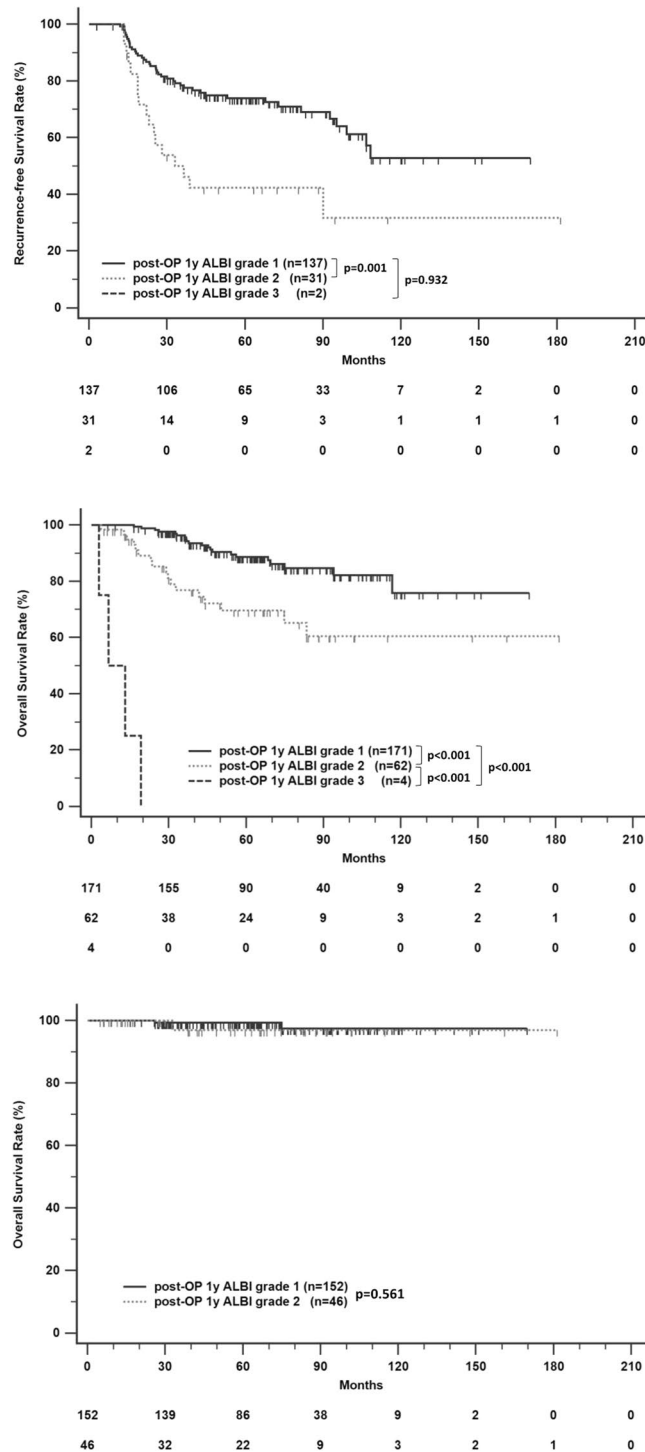 Recurrence-free Survival Rate (%)
100
80
60
40
20
0
post-OP 1y ALBI grade 1 (n=137)
post-OP 1y ALBI grade 2 (n=31)
post-OP 1y ALBI grade 3 (n=2)
p=0.001
p=0.932
0 30 60 90 120 150 180 210
Months
137 106 65 33 7 2 0 0
31 14 9 3 1 1 1 0
2 0 0 0 0 0 0 0
Overall Survival Rate (%)
100
80
60
40
20
0
post-OP 1y ALBI grade 1 (n=171)
post-OP 1y ALBI grade 2 (n=62)
post-OP 1y ALBI grade 3 (n=4)
p<0.001
p<0.001
p<0.001
0 30 60 90 120 150 180 210
Months
171 155 90 40 9 2 0 0
62 38 24 9 3 2 1 0
4 0 0 0 0 0 0 0
Overall Survival Rate (%)
100
80
60
40
20
0
post-OP 1y ALBI grade 1 (n=152)
post-OP 1y ALBI grade 2 (n=46)
p=0.561
0 30 60 90 120 150 180 210
Months
152 139 86 38 9 2 0 0
46 32 22 9 3 2 1 0